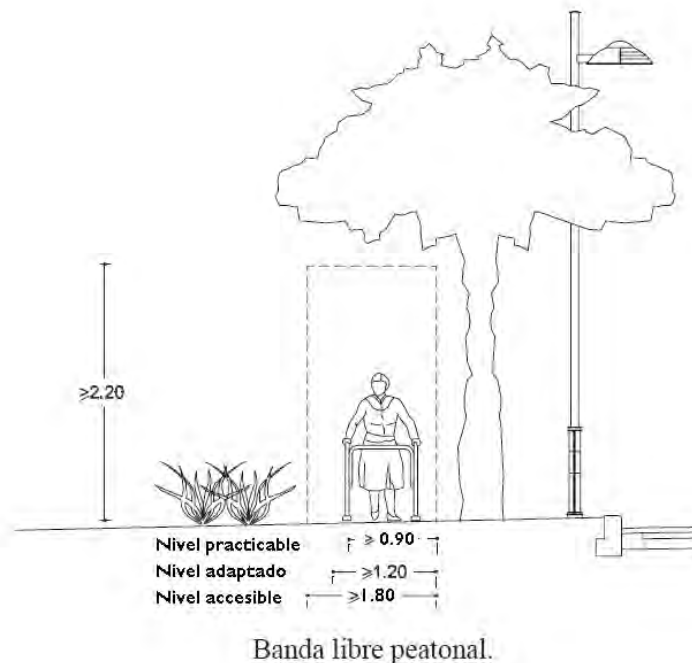 ≥2.20
Nivel practicable ≥ 0.90
Nivel adaptado ≥1.20
Nivel accesible ≥1.80
Banda libre peatonal.